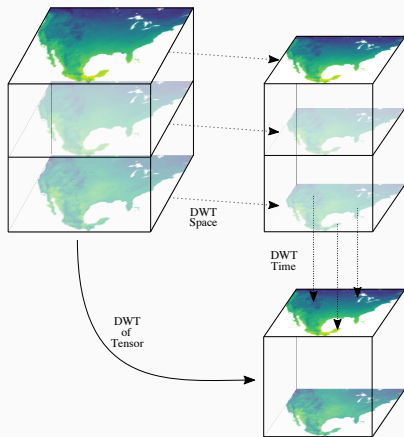 DWT
Space
DWT
Time
DWT
of
Tensor